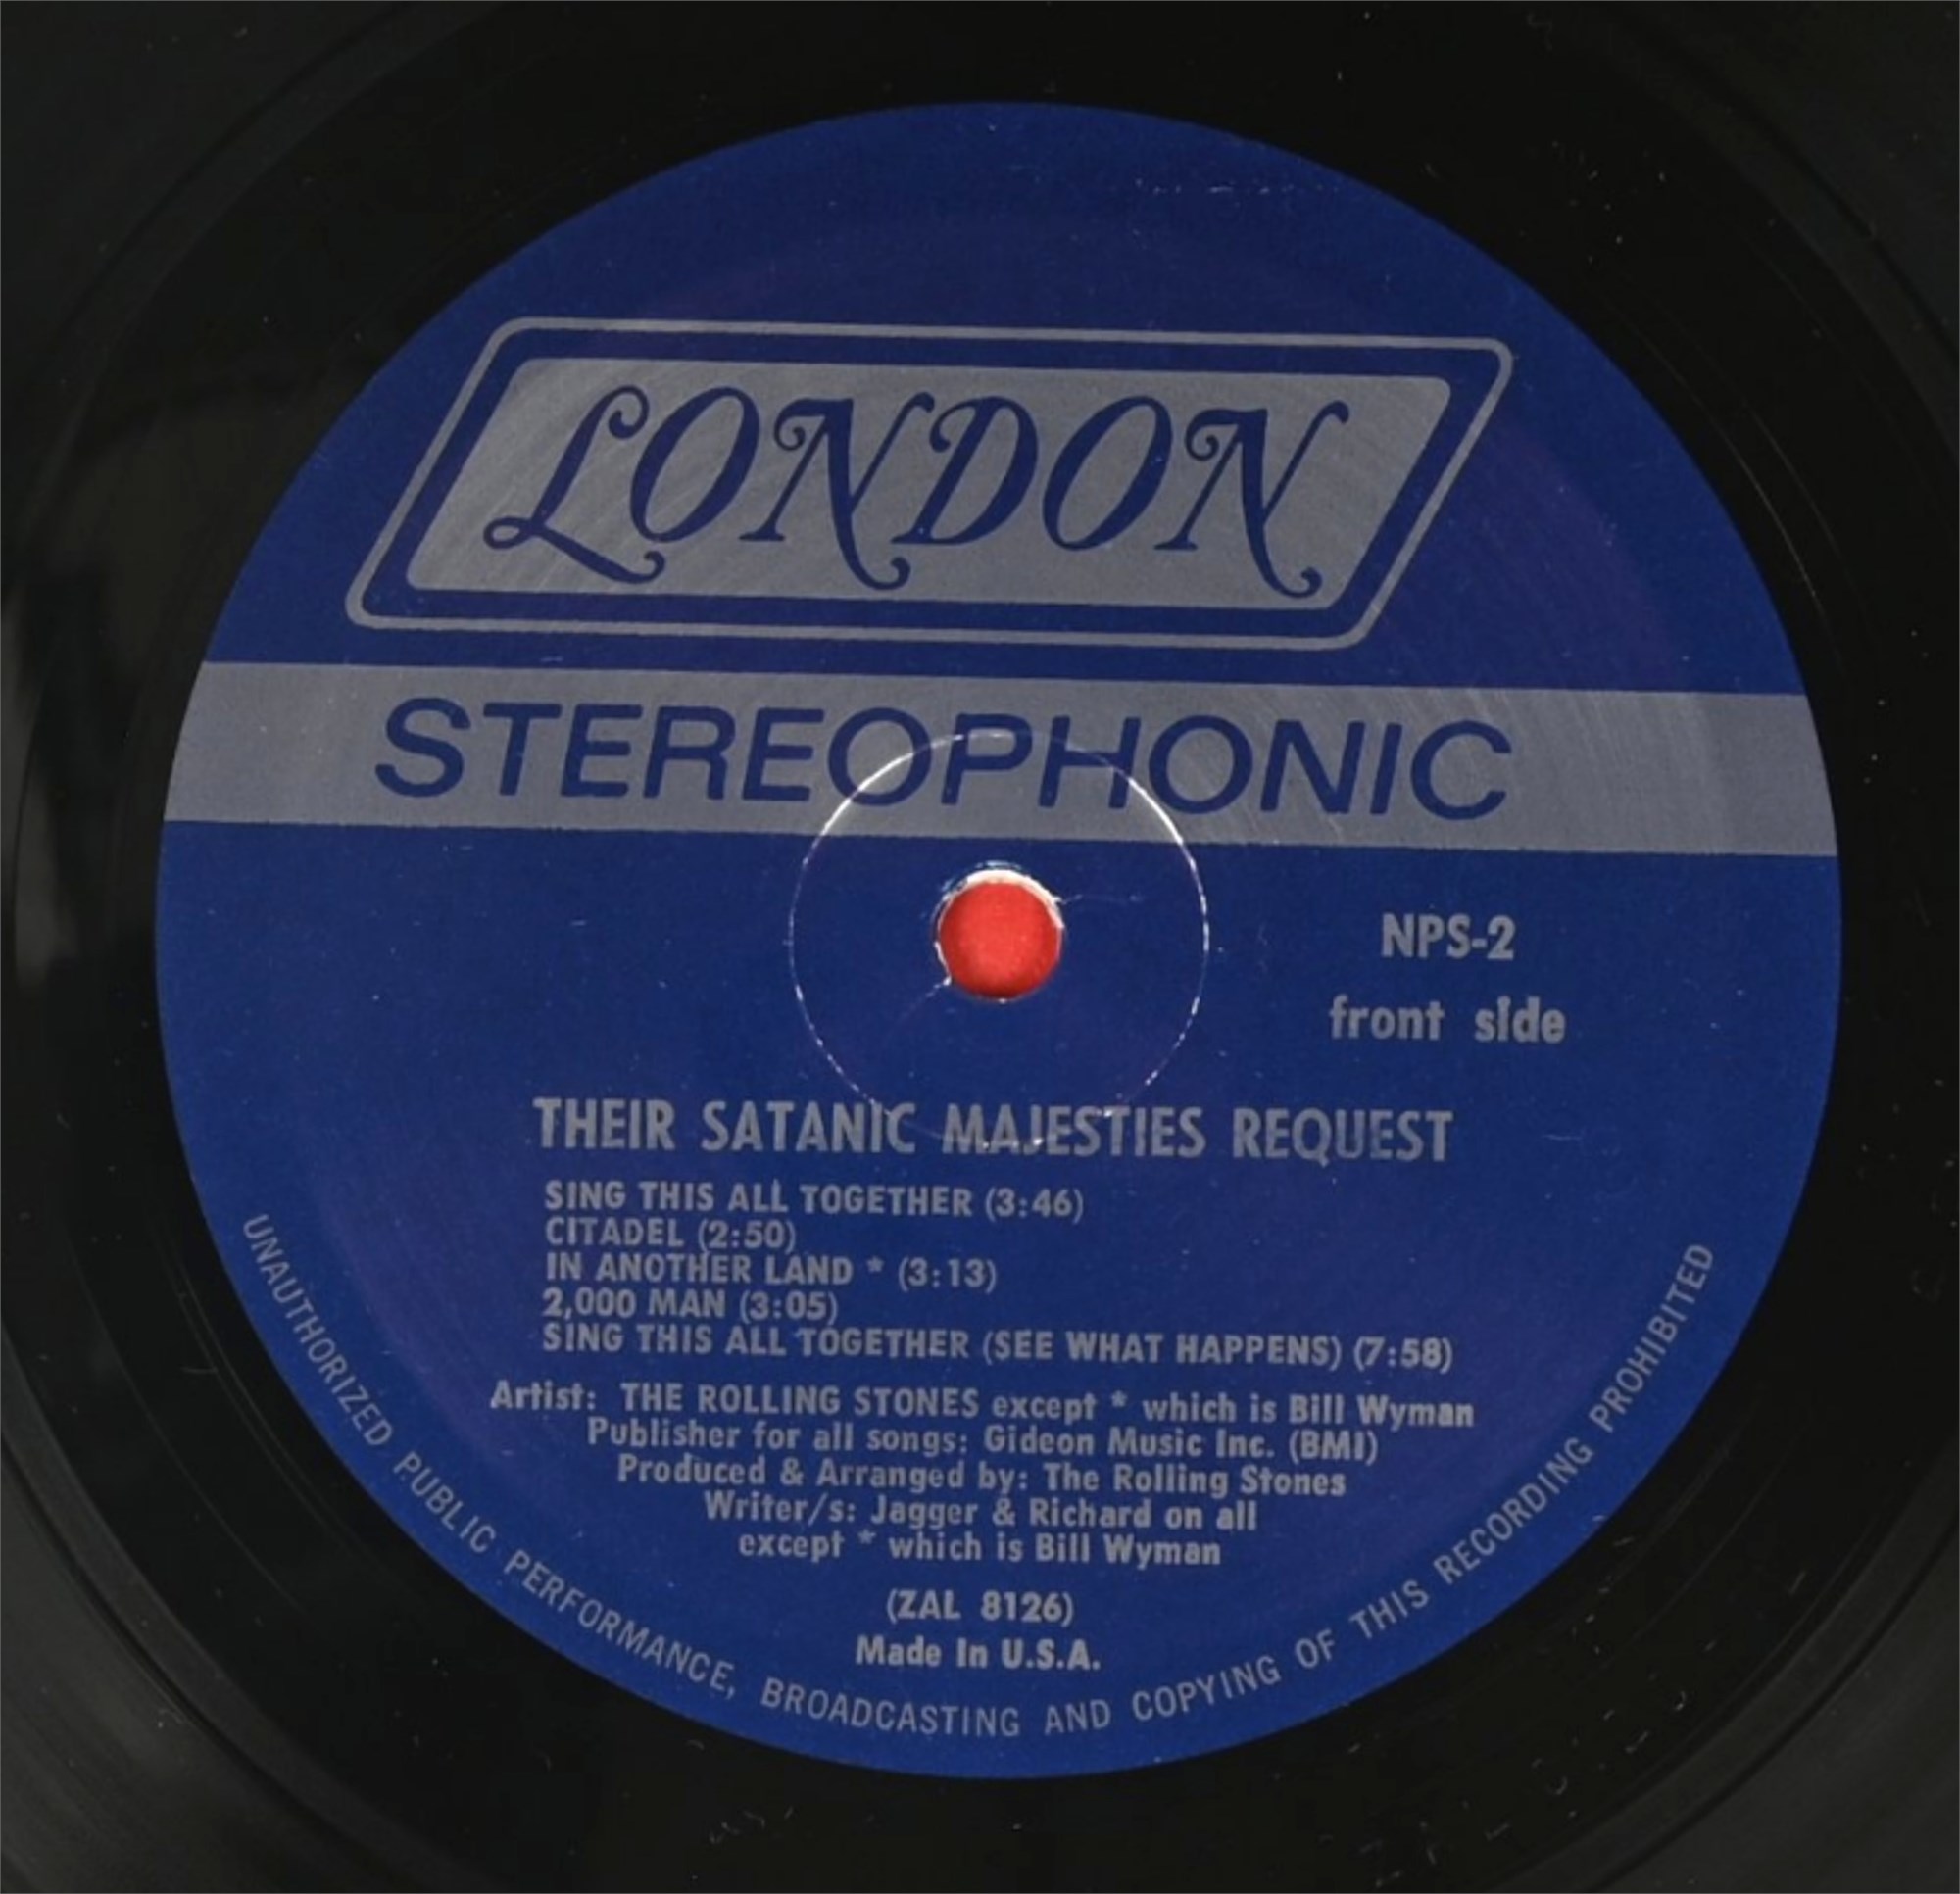 LONDON
STEREOPHONIC
NPS-2
front side
THEIR SATANIC MAJESTIES REQUEST
SING THIS ALL TOGETHER (3:46)
CITADEL (2:50)
IN ANOTHER LAND * (3:13)
2,000 MAN (3:05)
SING THIS ALL TOGETHER (SEE WHAT HAPPENS) (7:58)
Artist: THE ROLLING STONES except * which is Bill Wyman
Publisher for all songs: Gideon Music Inc. (BMI)
Produced & Arranged by: The Rolling Stones
Writer/s: Jagger & Richard on all
except * which is Bill Wyman
(ZAL 8126)
Made In U.S.A.
UNAUTHORIZED PUBLIC PERFORMANCE, BROADCASTING AND COPYING OF THIS RECORDING PROHIBITED